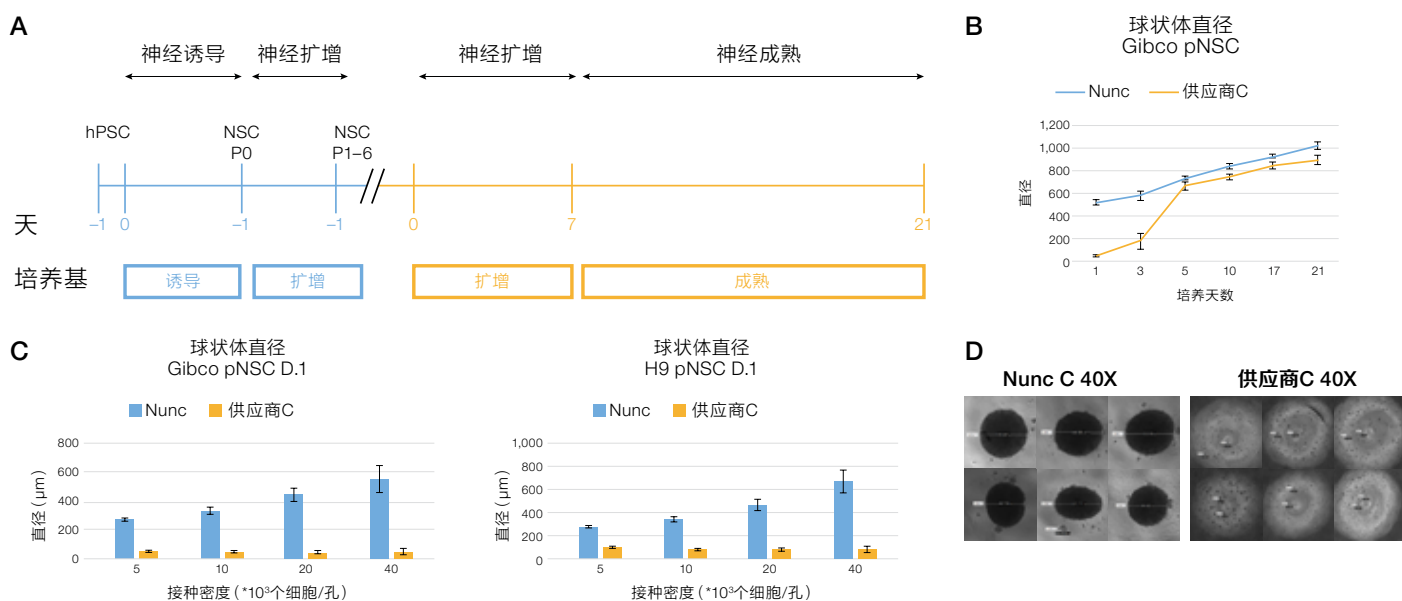 A
神经诱导 神经扩增 神经扩增 神经成熟
hPSC NSC P0 NSC P1–6
天 –1 0 –1 –1 0 7 21
培养基 诱导 扩增 扩增 成熟
B
球状体直径
Gibco pNSC
Nunc 供应商C
直径
1,200
1,000
800
600
400
200
0
1 3 5 10 17 21
培养天数
C
球状体直径
Gibco pNSC D.1
Nunc 供应商C
直径(µm)
800
600
400
200
0
5 10 20 40
接种密度(*10³个细胞/孔)
球状体直径
H9 pNSC D.1
Nunc 供应商C
直径(µm)
1,000
800
600
400
200
0
5 10 20 40
接种密度(*10³个细胞/孔)
D
Nunc C 40X 供应商C 40X